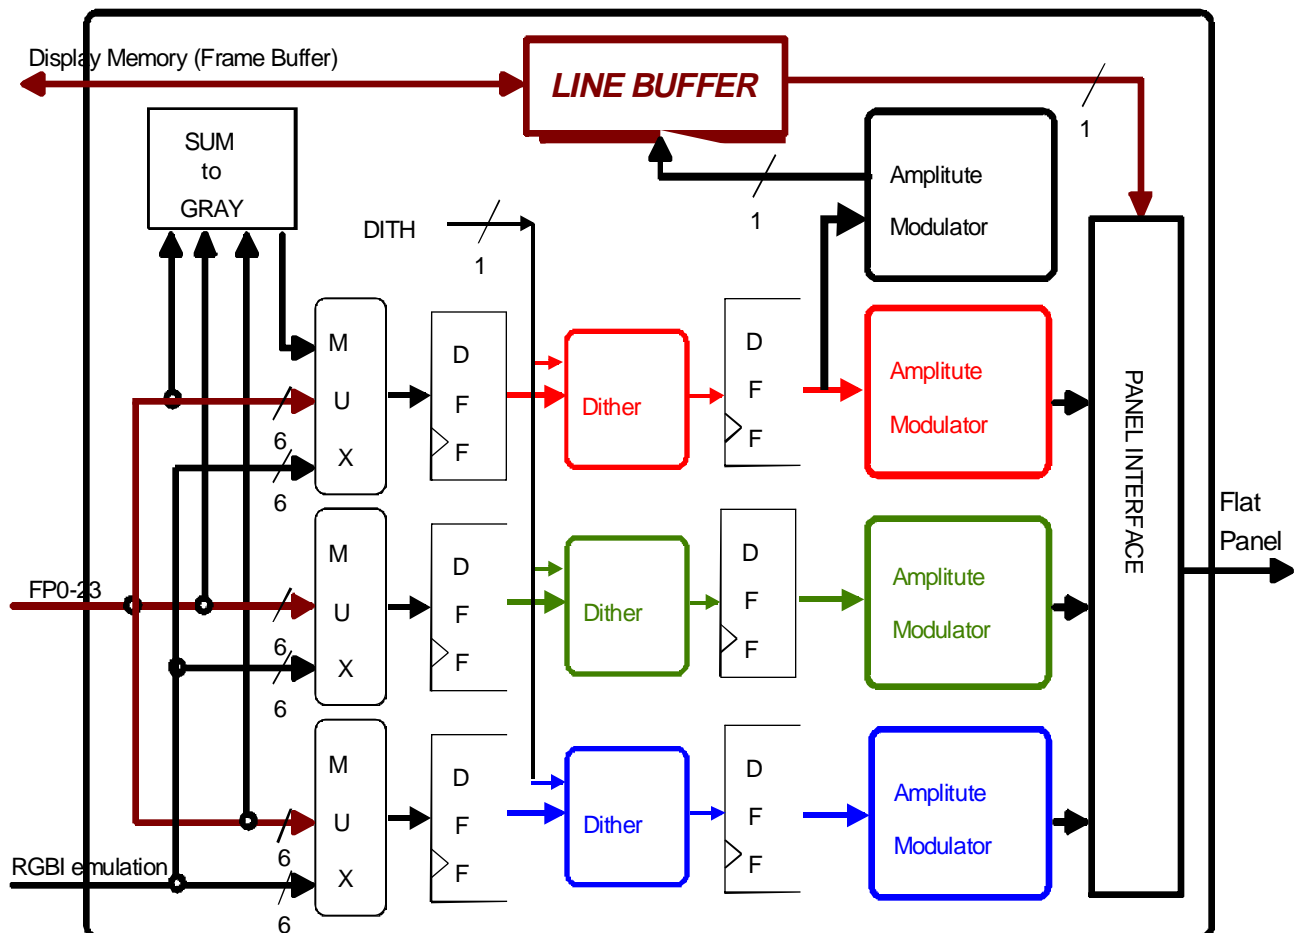 Display Memory (Frame Buffer)
LINE BUFFER
1
SUM
to
GRAY
Amplitute
Modulator
1
DITH
1
M
U
X
6
6
D
F
F
Dither
D
F
F
Amplitute
Modulator
PANEL INTERFACE
Flat
Panel
FP0-23
M
U
X
6
6
D
F
F
Dither
D
F
F
Amplitute
Modulator
RGBI emulation
M
U
X
6
6
D
F
F
Dither
D
F
F
Amplitute
Modulator